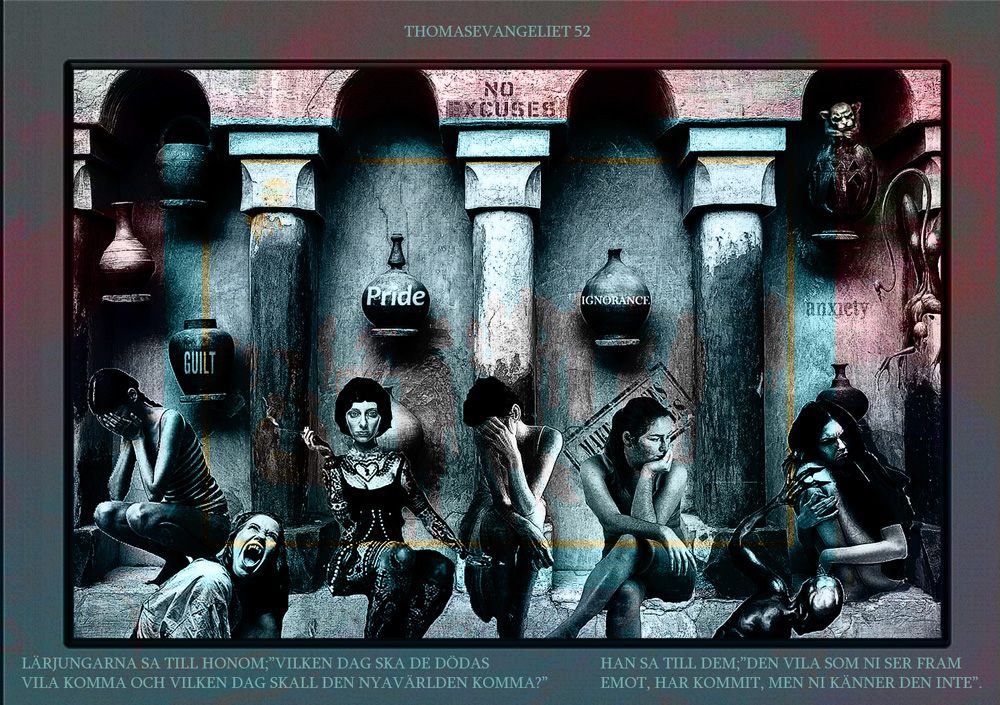 THOMASEVANGELIET 52
NO
EXCUSES
Pride
IGNORANCE
anxiety
GUILT
LÄRJUNGARNA SA TILL HONOM;”VILKEN DAG SKA DE DÖDAS
VILA KOMMA OCH VILKEN DAG SKALL DEN NYAVÄRLDEN KOMMA?”
HAN SA TILL DEM;”DEN VILA SOM NI SER FRAM
EMOT, HAR KOMMIT, MEN NI KÄNNER DEN INTE”.